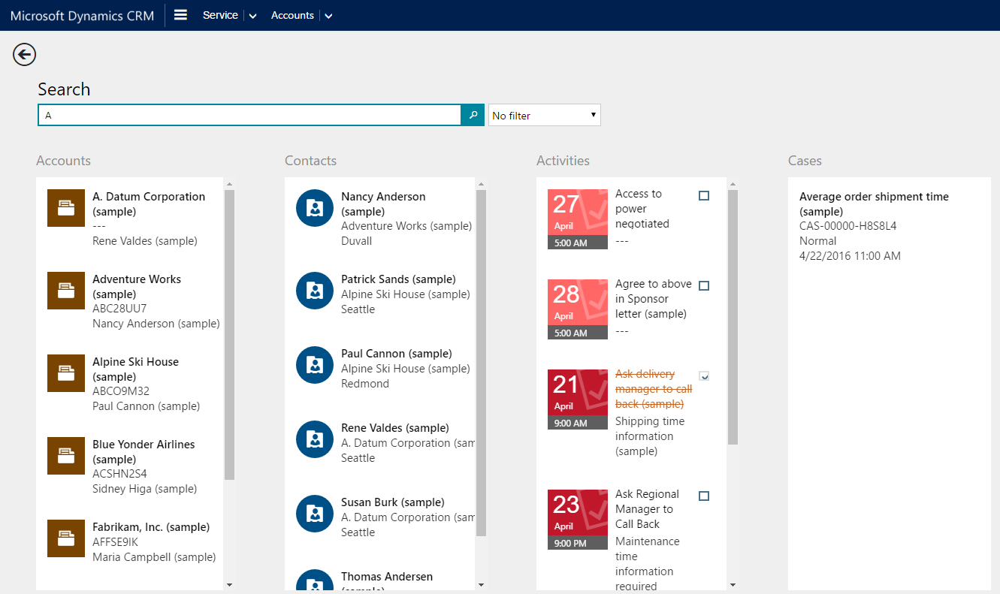 Microsoft Dynamics CRM Service Accounts
Search
A
No filter
Accounts
A. Datum Corporation
(sample)
---
Rene Valdes (sample)
Adventure Works
(sample)
ABC28UU7
Nancy Anderson (sample)
Alpine Ski House
(sample)
ABCO9M32
Paul Cannon (sample)
Blue Yonder Airlines
(sample)
ACSHN2S4
Sidney Higa (sample)
Fabrikam, Inc. (sample)
AFFSE9IK
Maria Campbell (sample)
Contacts
Nancy Anderson
(sample)
Adventure Works (sample)
Duvall
Patrick Sands (sample)
Alpine Ski House (sample)
Seattle
Paul Cannon (sample)
Alpine Ski House (sample)
Redmond
Rene Valdes (sample)
A. Datum Corporation (sam
Seattle
Susan Burk (sample)
A. Datum Corporation (sam
Seattle
Thomas Andersen
(sample)
Activities
27
April
5:00 AM
Access to
power
negotiated
---
28
April
5:00 AM
Agree to above
in Sponsor
letter (sample)
---
21
April
9:00 AM
Ask delivery
manager to call
back (sample)
Shipping time
information
(sample)
23
April
9:00 PM
Ask Regional
Manager to
Call Back
Maintenance
time
information
required
Cases
Average order shipment time
(sample)
CAS-00000-H8S8L4
Normal
4/22/2016 11:00 AM